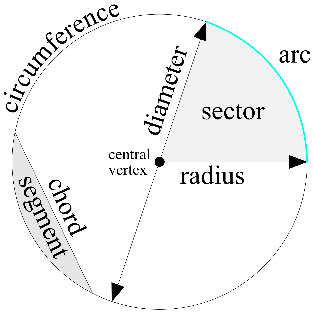 circumference
arc
diameter
sector
central
vertex
radius
chord
segment